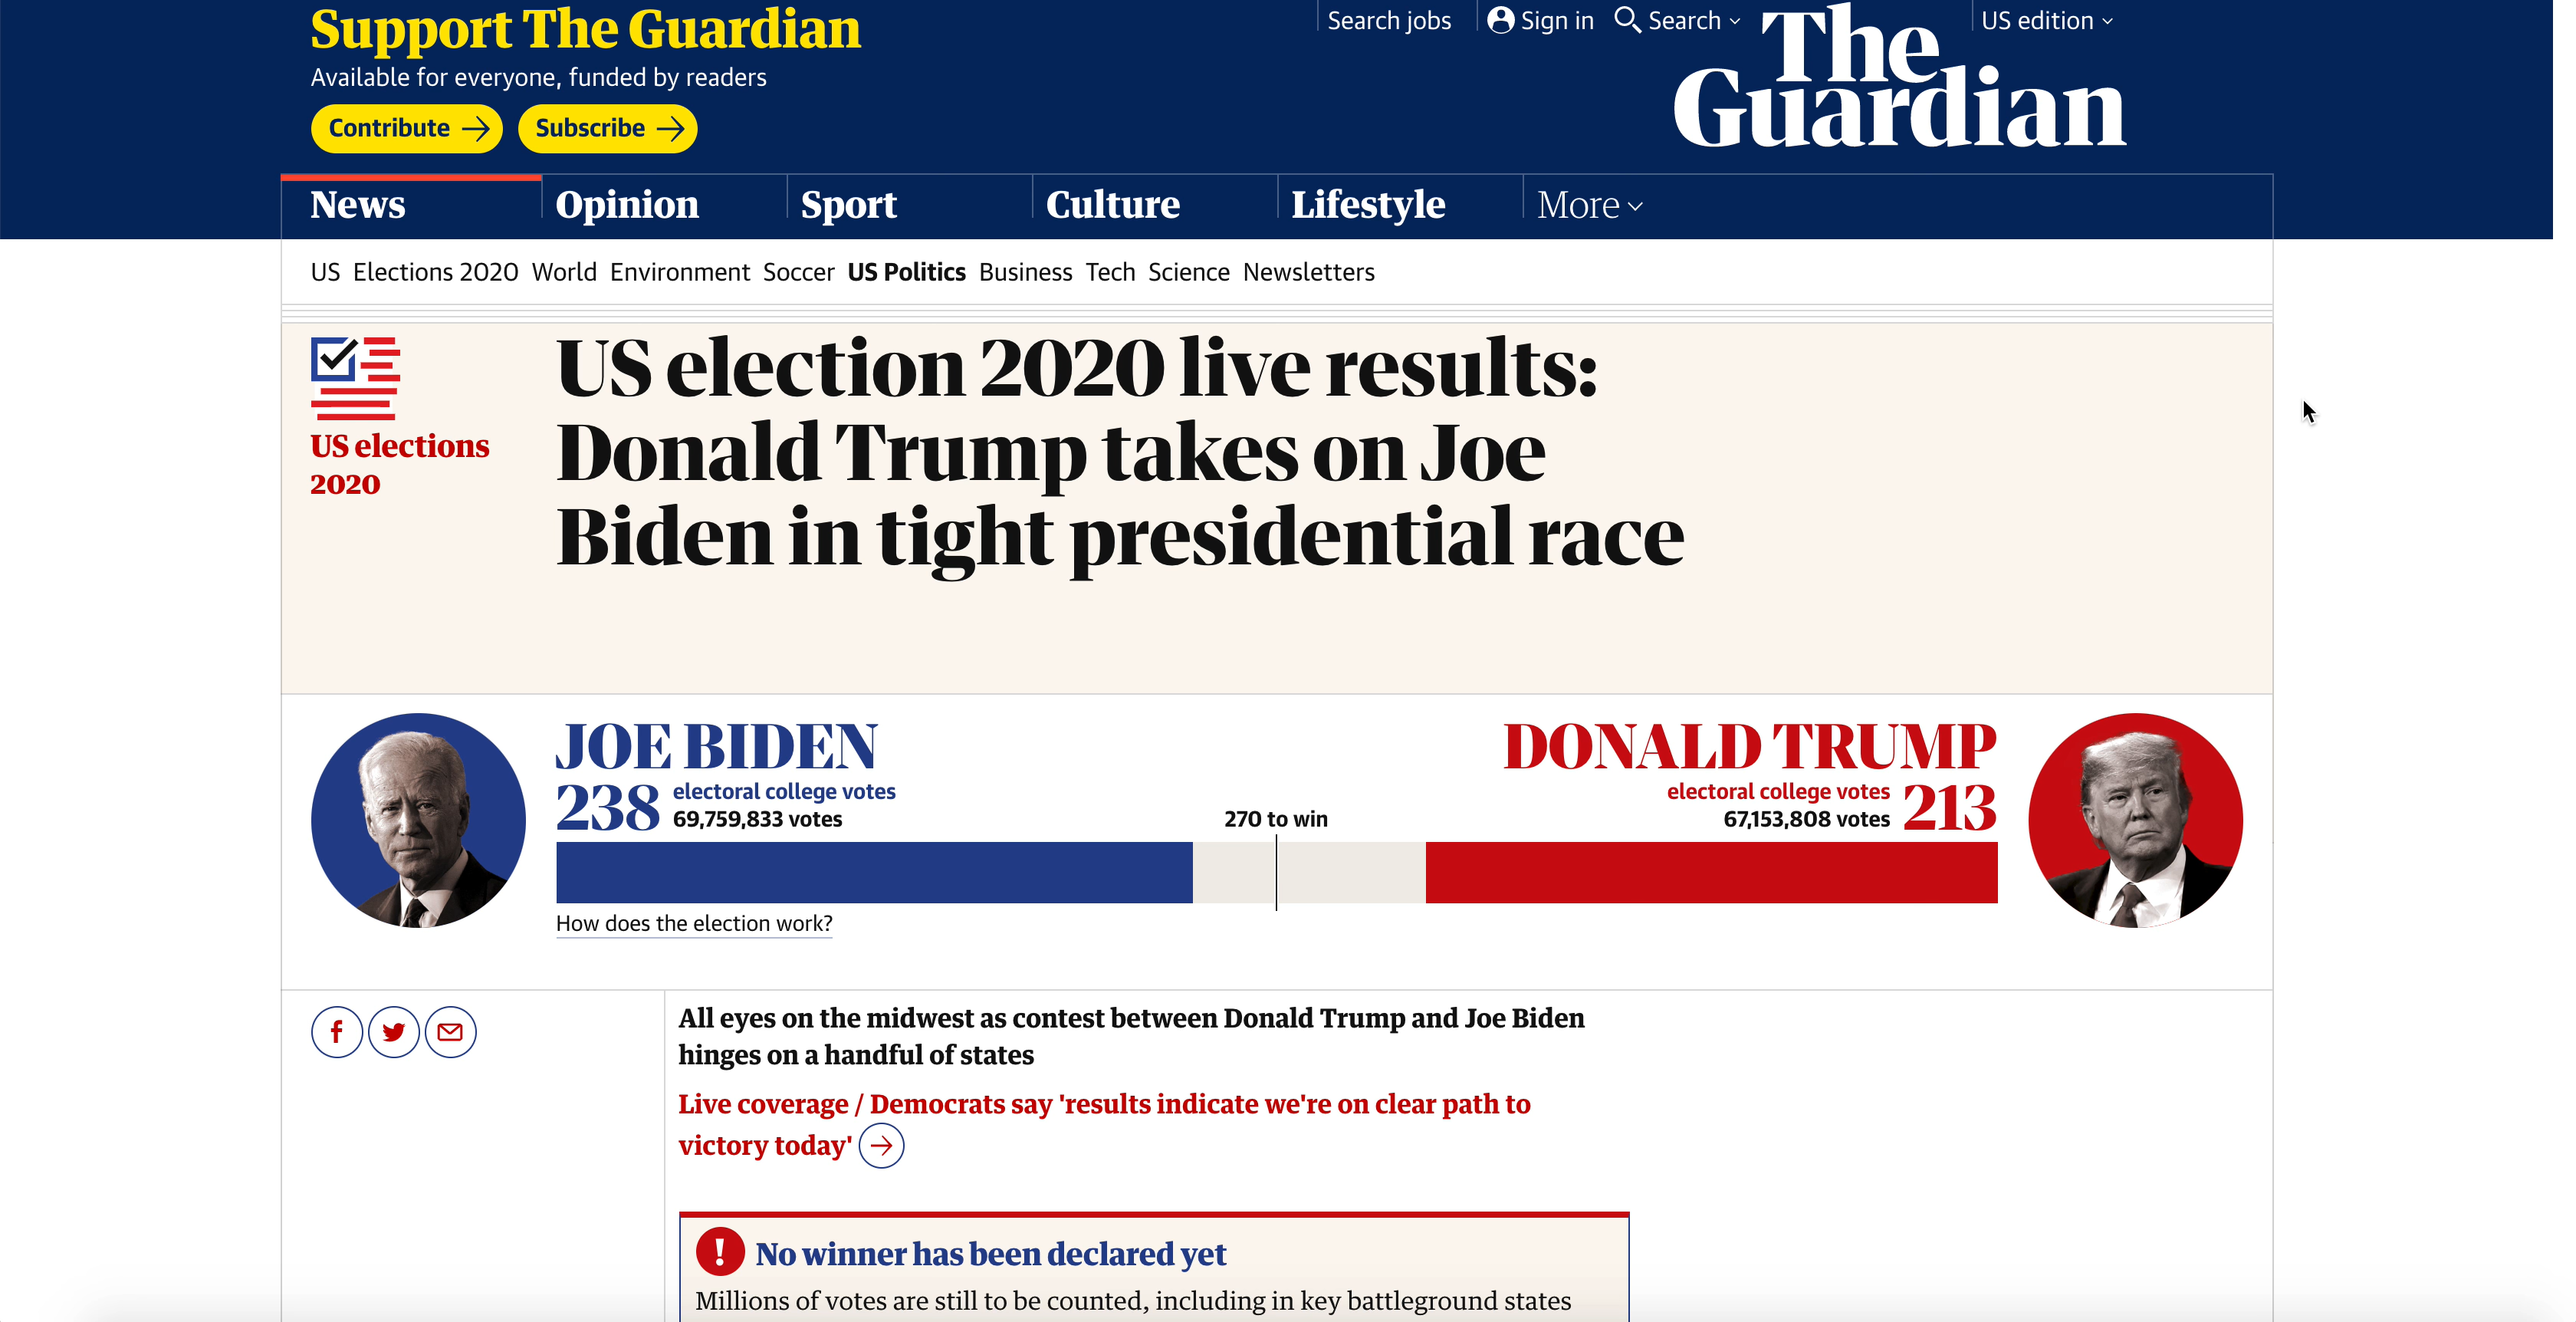 Support The Guardian
Available for everyone, funded by readers
Contribute
Subscribe
Search jobs
Sign in
Search
US edition
The
Guardian
News
Opinion
Sport
Culture
Lifestyle
More
US
Elections 2020
World
Environment
Soccer
US Politics
Business
Tech
Science
Newsletters
US elections
2020
US election 2020 live results:
Donald Trump takes on Joe
Biden in tight presidential race
JOE BIDEN
238
electoral college votes
69,759,833 votes
270 to win
DONALD TRUMP
electoral college votes
67,153,808 votes
213
How does the election work?
All eyes on the midwest as contest between Donald Trump and Joe Biden
hinges on a handful of states
Live coverage / Democrats say 'results indicate we're on clear path to
victory today'
No winner has been declared yet
Millions of votes are still to be counted, including in key battleground states